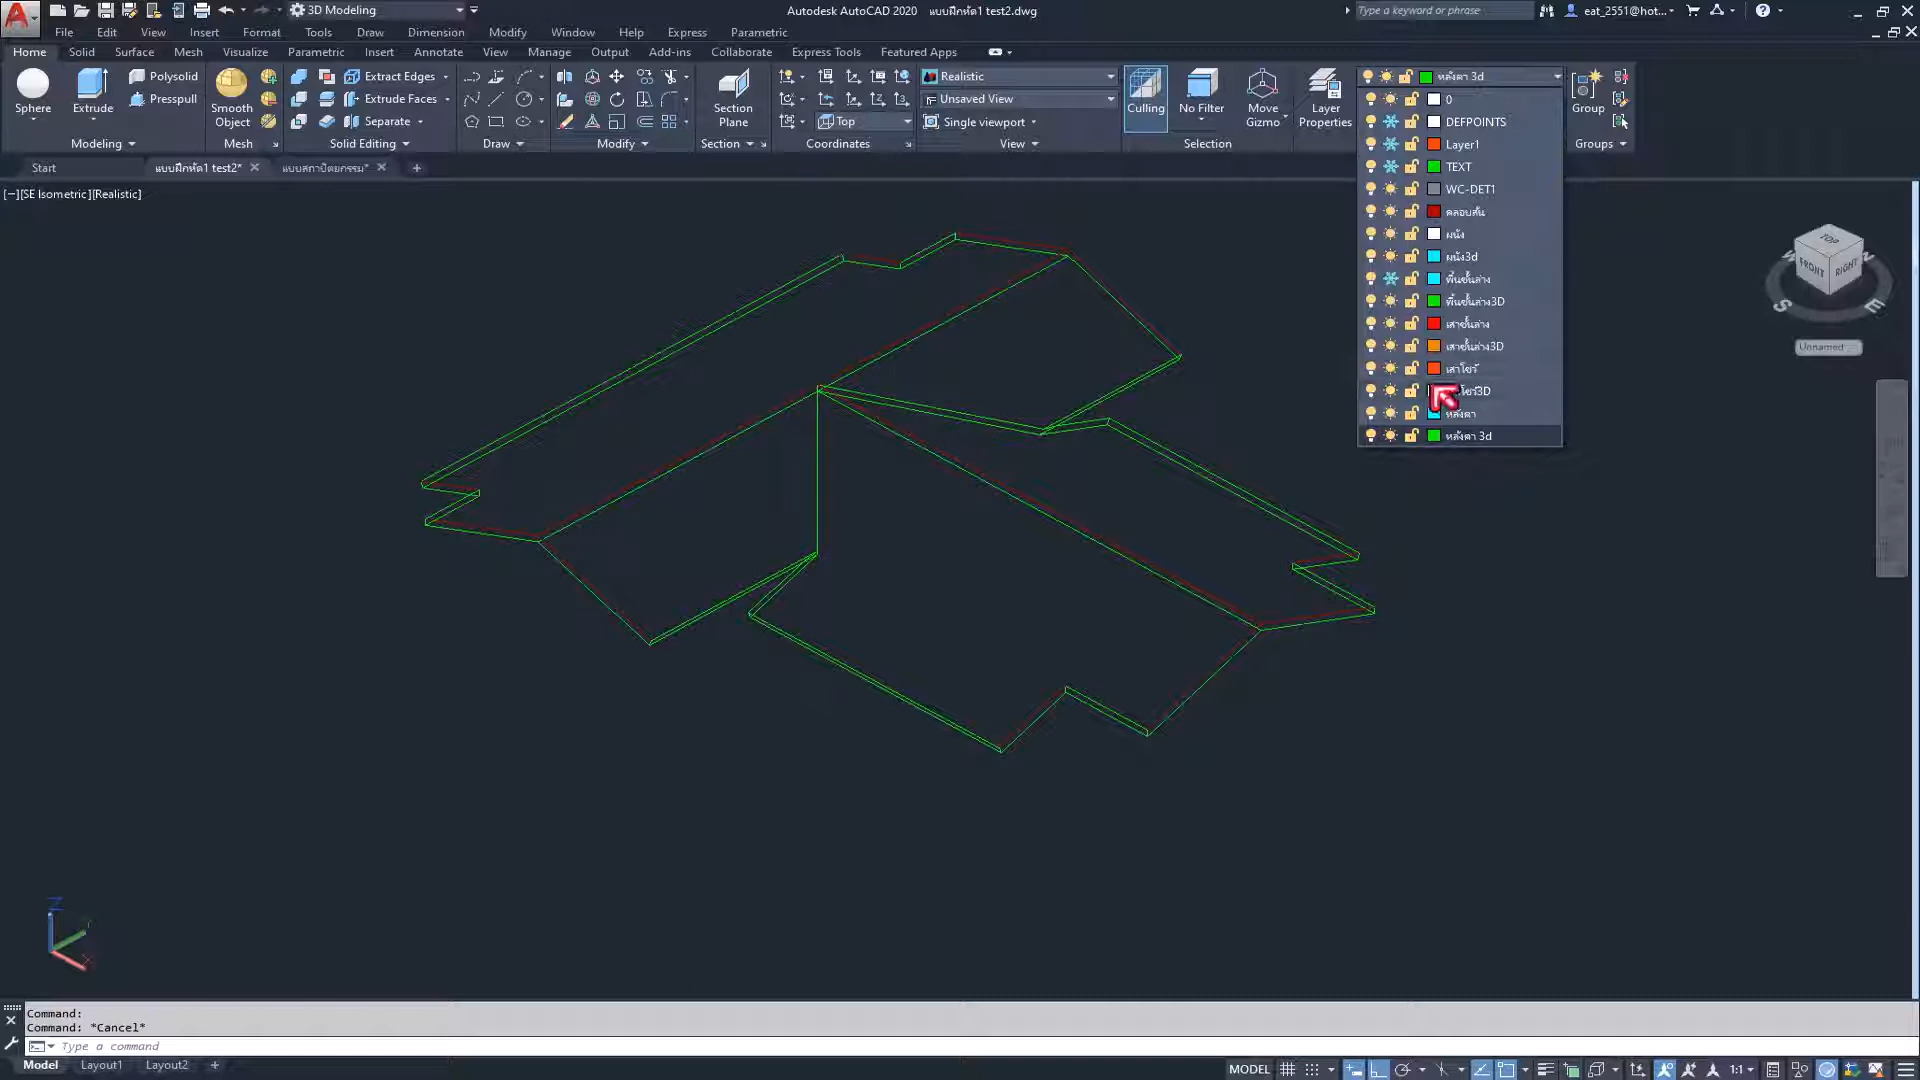 3D Modeling
Autodesk AutoCAD 2020 แบบฝึกหัด1 test2.dwg
Type a keyword or phrase
eat_2551@hot...
File Edit View Insert Format Tools Draw Dimension Modify Window Help Express Parametric
Home Solid Surface Mesh Visualize Parametric Insert Annotate View Manage Output Add-ins Collaborate Express Tools Featured Apps
Sphere
Extrude
Polysolid
Presspull
Modeling
Smooth Object
Mesh
Extract Edges
Extrude Faces
Separate
Solid Editing
Draw
Modify
Section Plane
Section
Top
Coordinates
Realistic
Unsaved View
Single viewport
View
Culling
No Filter
Move Gizmo
Selection
Layer Properties
หลังคา 3d
Group
Groups
0
DEFPOINTS
Layer1
TEXT
WC-DET1
ผนัง
ผนัง3d
พื้นชั้นล่าง
พื้นชั้นล่าง3D
เสาชั้นล่าง
เสาชั้นล่าง3D
เสาโชว์
หลังคา
หลังคา 3d
Start
แบบฝึกหัด1 test2*
แบบสถาปัตยกรรม*
[−][SE Isometric][Realistic]
TOP
FRONT
RIGHT
S
E
Unnamed
Z
X
Command:
Command: *Cancel*
Type a command
Model Layout1 Layout2
MODEL
1:1